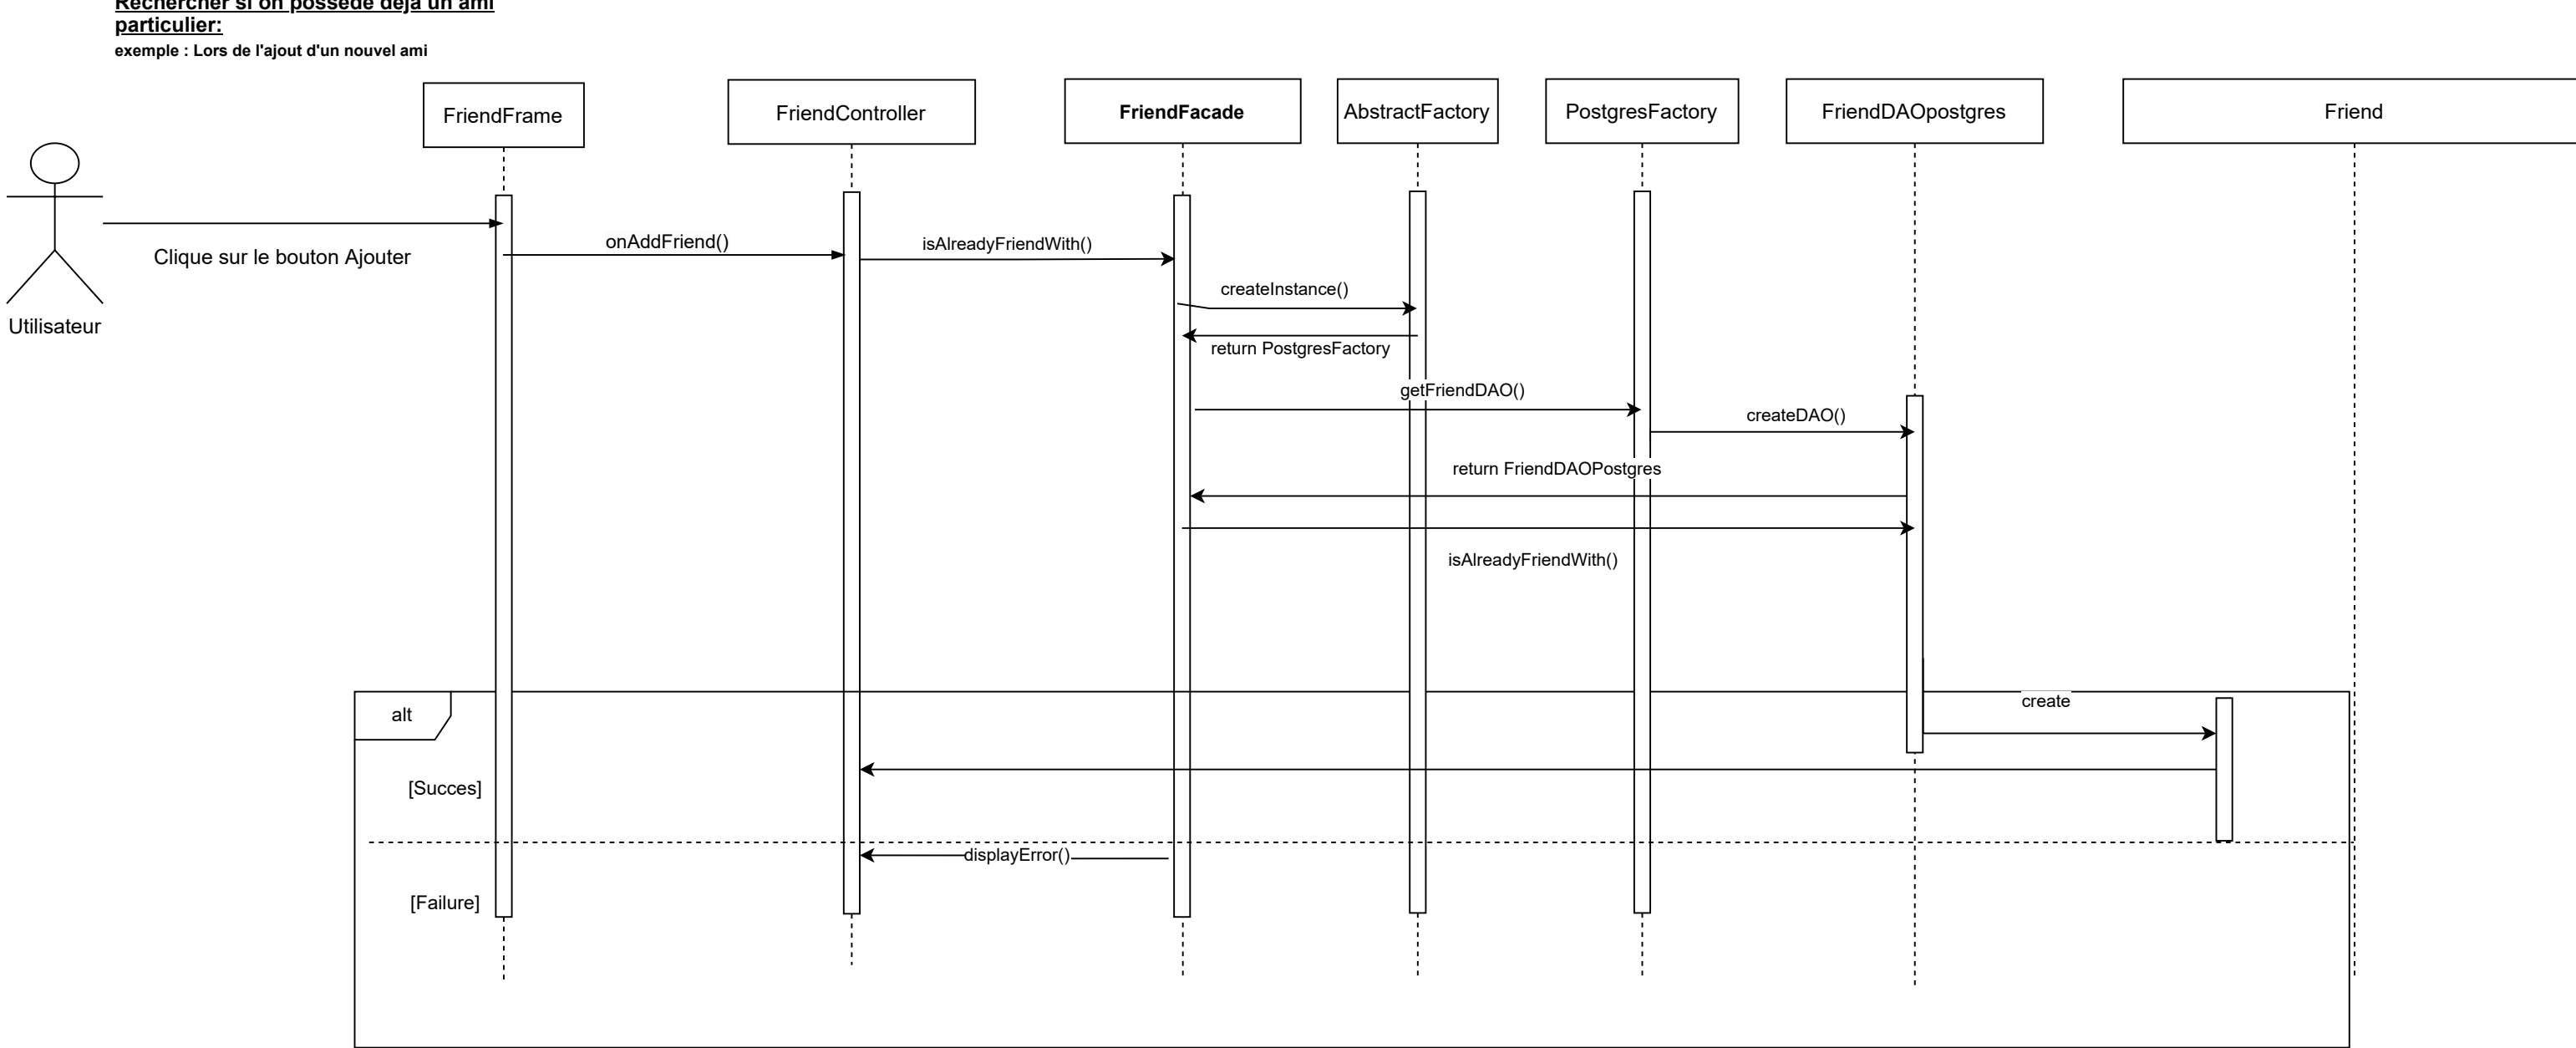 Rechercher si on possède déjà un ami
particulier:
exemple : Lors de l'ajout d'un nouvel ami
FriendFrame
FriendController
FriendFacade
AbstractFactory
PostgresFactory
FriendDAOpostgres
Friend
Utilisateur
Clique sur le bouton Ajouter
onAddFriend()
isAlreadyFriendWith()
createInstance()
return PostgresFactory
getFriendDAO()
createDAO()
return FriendDAOPostgres
isAlreadyFriendWith()
alt
create
[Succes]
displayError()
[Failure]